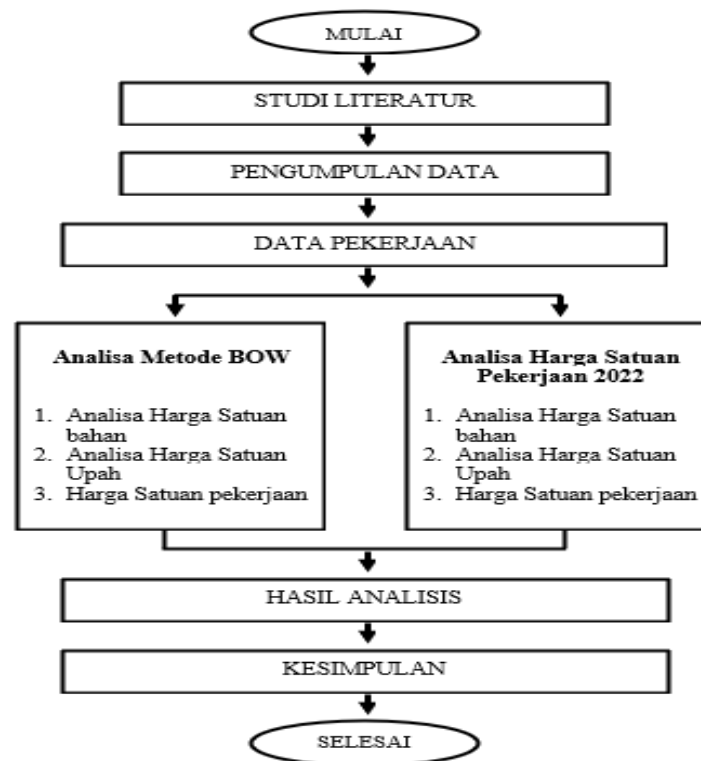 MULAI
STUDI LITERATUR
PENGUMPULAN DATA
DATA PEKERJAAN
Analisa Metode BOW
1. Analisa Harga Satuan
bahan
2. Analisa Harga Satuan
Upah
3. Harga Satuan pekerjaan
Analisa Harga Satuan
Pekerjaan 2022
1. Analisa Harga Satuan
bahan
2. Analisa Harga Satuan
Upah
3. Harga Satuan pekerjaan
HASIL ANALISIS
KESIMPULAN
SELESAI